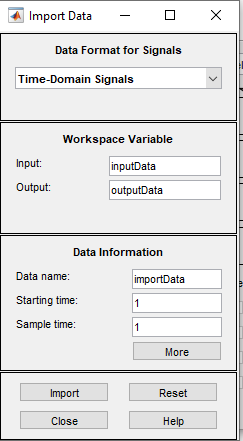 Import Data
Data Format for Signals
Time-Domain Signals
Workspace Variable
Input: inputData
Output: outputData
Data Information
Data name: importData
Starting time: 1
Sample time: 1
More
Import Reset
Close Help